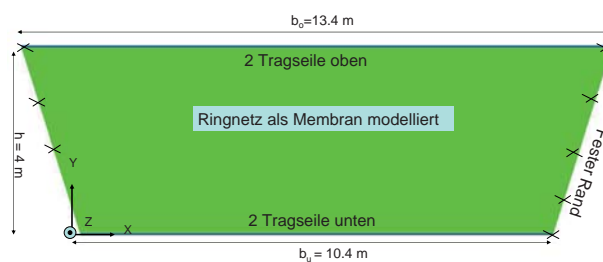 bo=13.4 m
2 Tragseile oben
Ringnetz als Membran modelliert
h = 4 m
Y
Fester Rand
Z
2 Tragseile unten
X
bu = 10.4 m